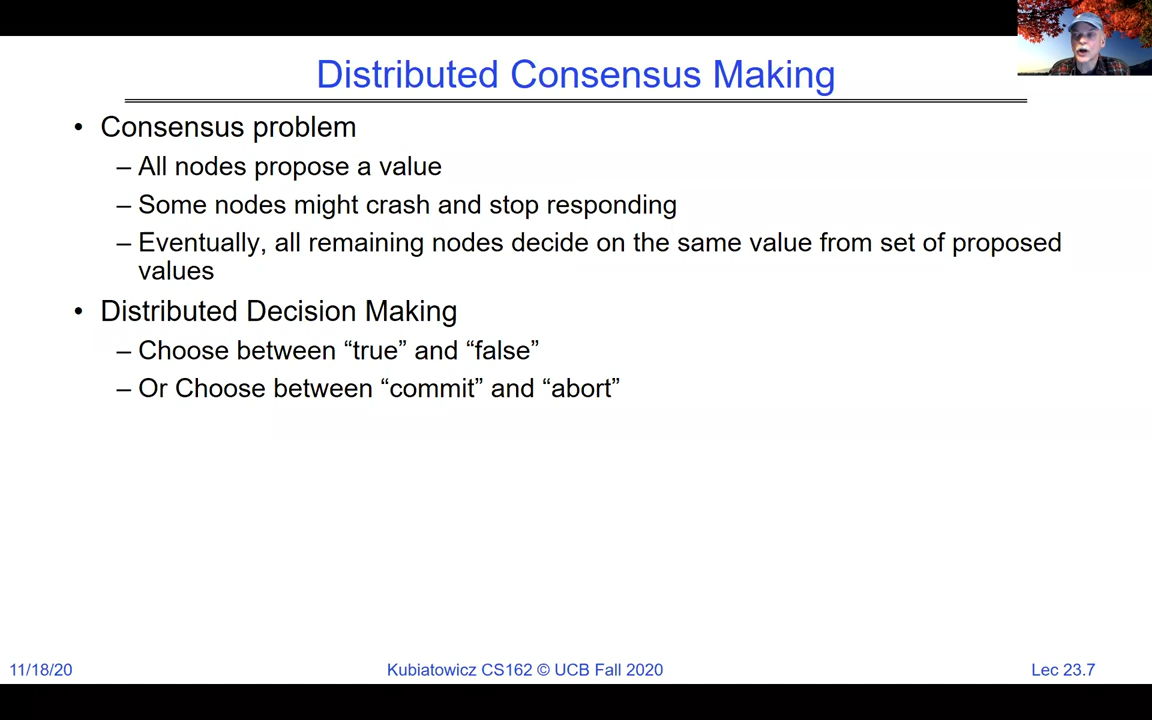 Distributed Consensus Making
• Consensus problem
– All nodes propose a value
– Some nodes might crash and stop responding
– Eventually, all remaining nodes decide on the same value from set of proposed
values
• Distributed Decision Making
– Choose between “true” and “false”
– Or Choose between “commit” and “abort”
11/18/20
Kubiatowicz CS162 © UCB Fall 2020
Lec 23.7